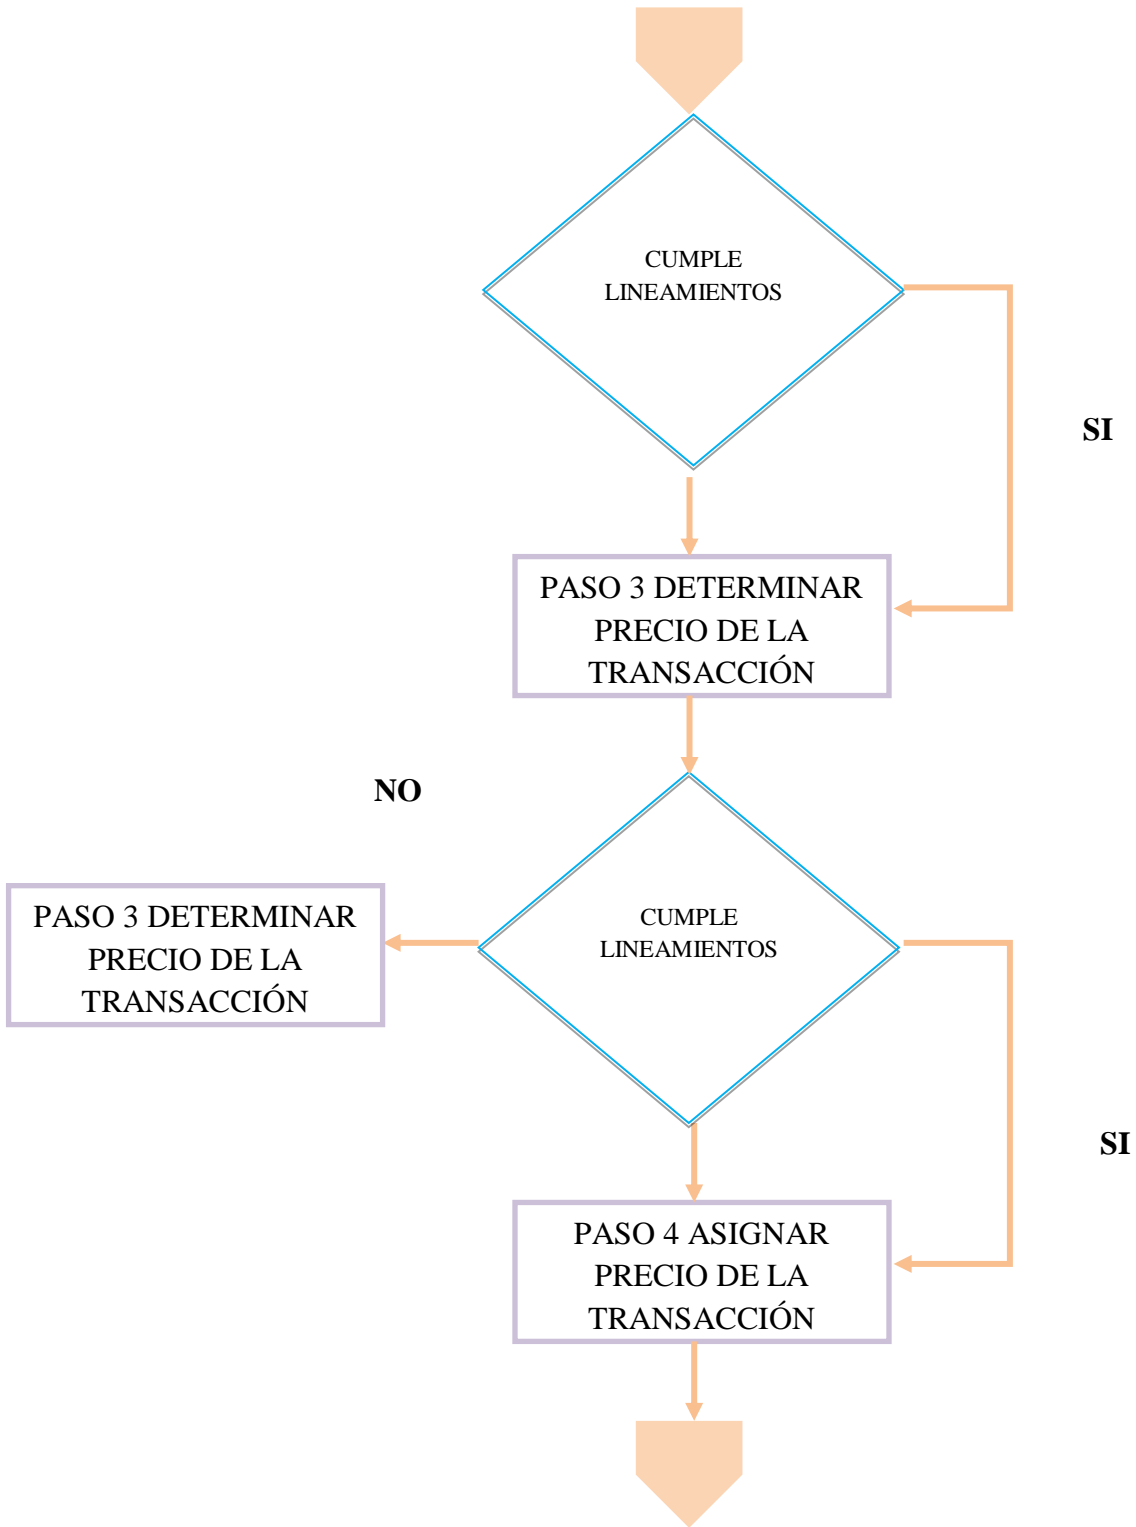 CUMPLE
LINEAMIENTOS
SI
PASO 3 DETERMINAR
PRECIO DE LA
TRANSACCIÓN
NO
PASO 3 DETERMINAR
PRECIO DE LA
TRANSACCIÓN
CUMPLE
LINEAMIENTOS
SI
PASO 4 ASIGNAR
PRECIO DE LA
TRANSACCIÓN